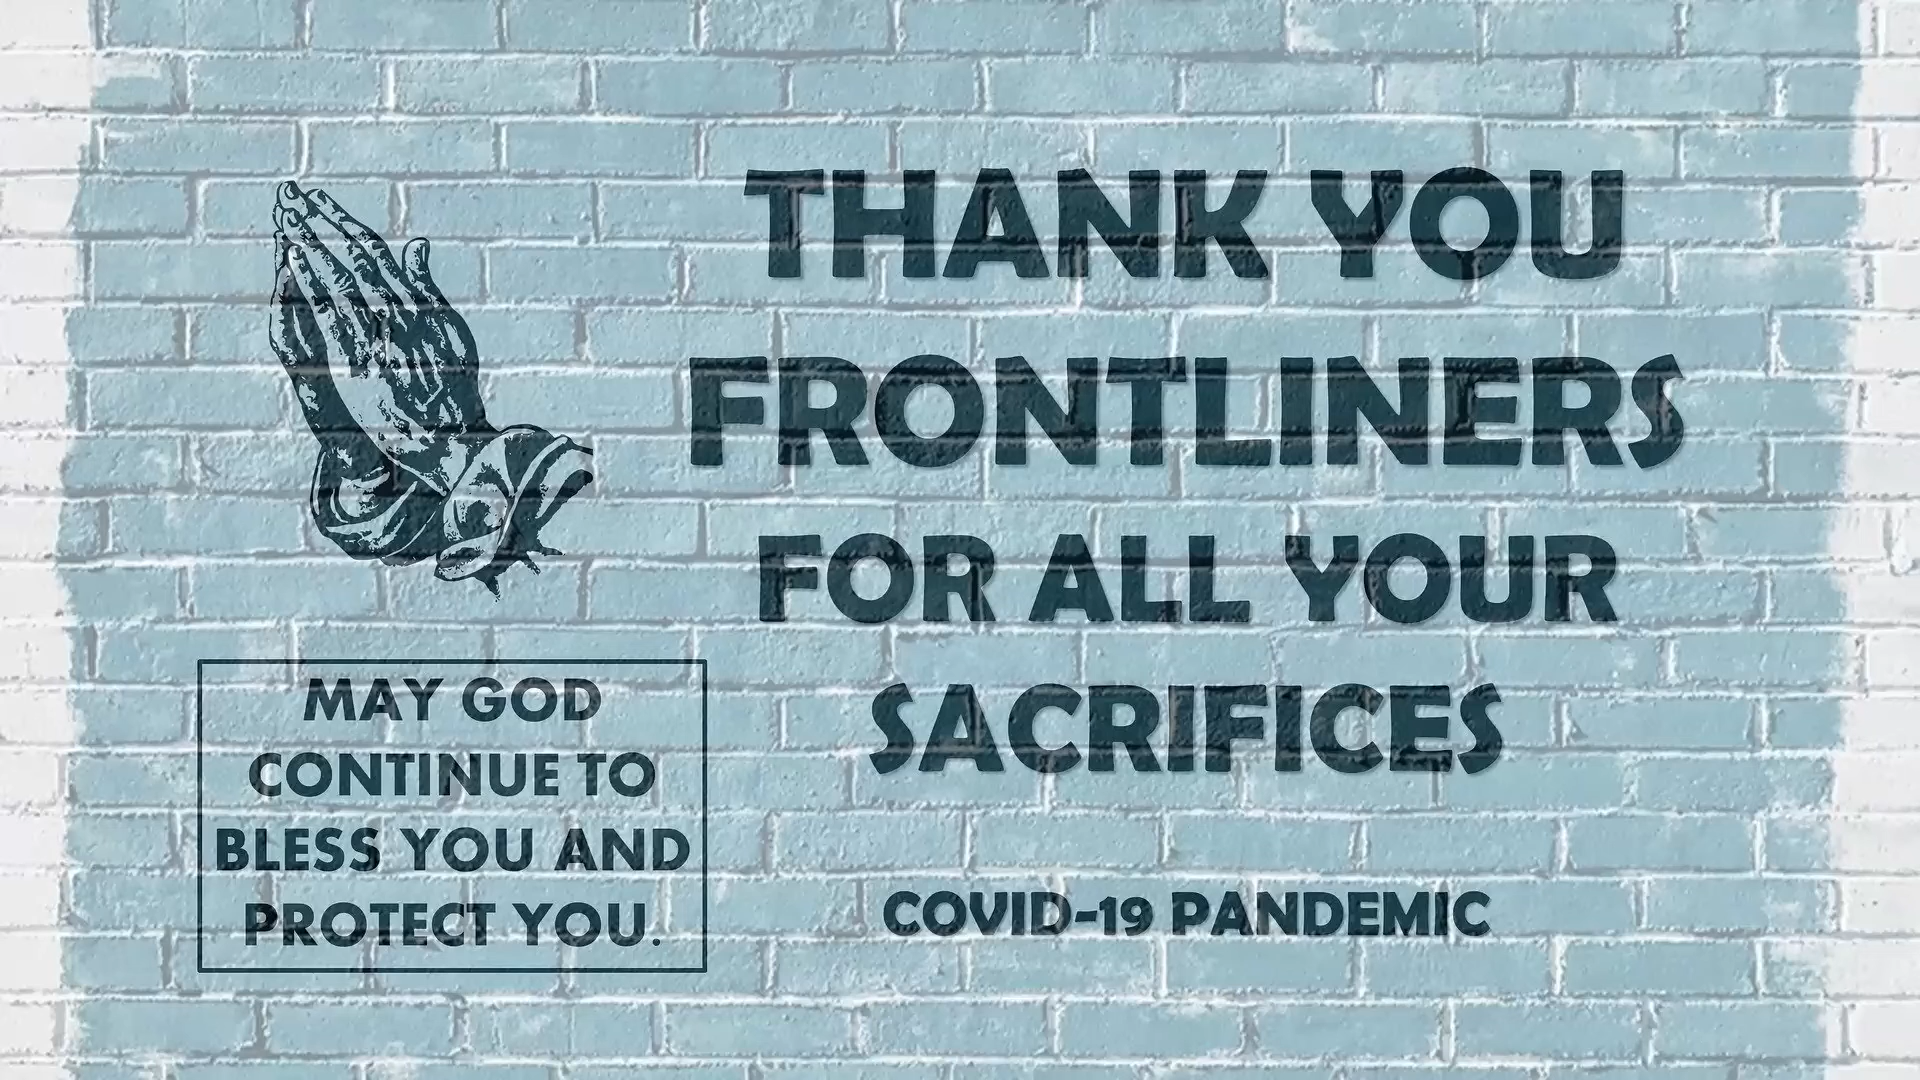 THANK YOU
FRONTLINERS
FOR ALL YOUR
SACRIFICES
COVID-19 PANDEMIC
MAY GOD
CONTINUE TO
BLESS YOU AND
PROTECT YOU.